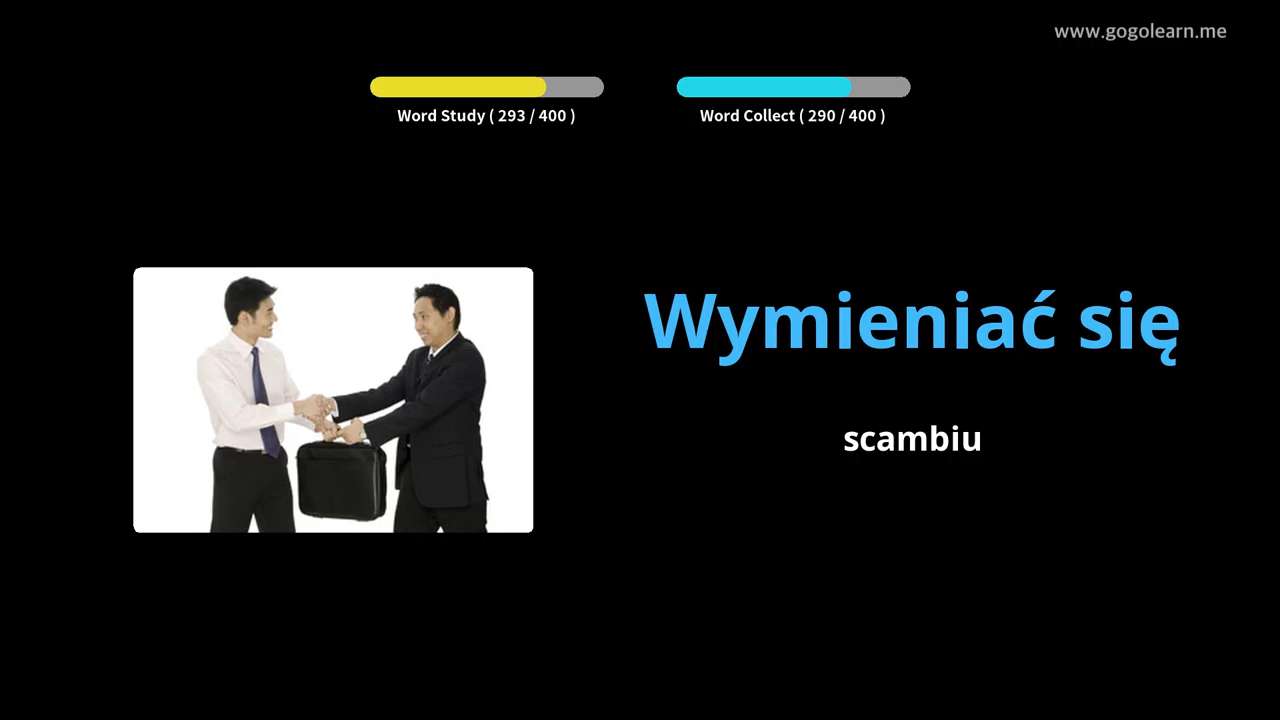 www.gogolearn.me
Word Study ( 293 / 400 )
Word Collect ( 290 / 400 )
Wymieniać się
scambiu